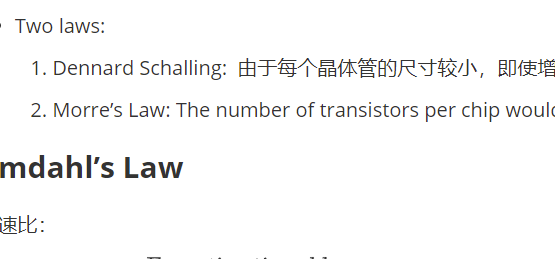 Two laws:
1. Dennard Schalling: 由于每个晶体管的尺寸较小，即使增
2. Morre’s Law: The number of transistors per chip would
mdahl’s Law
速比：